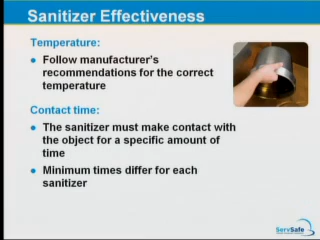 Sanitizer Effectiveness
Temperature:
● Follow manufacturer's
recommendations for the correct
temperature
Contact time:
● The sanitizer must make contact with
the object for a specific amount of
time
● Minimum times differ for each
sanitizer
ServSafe